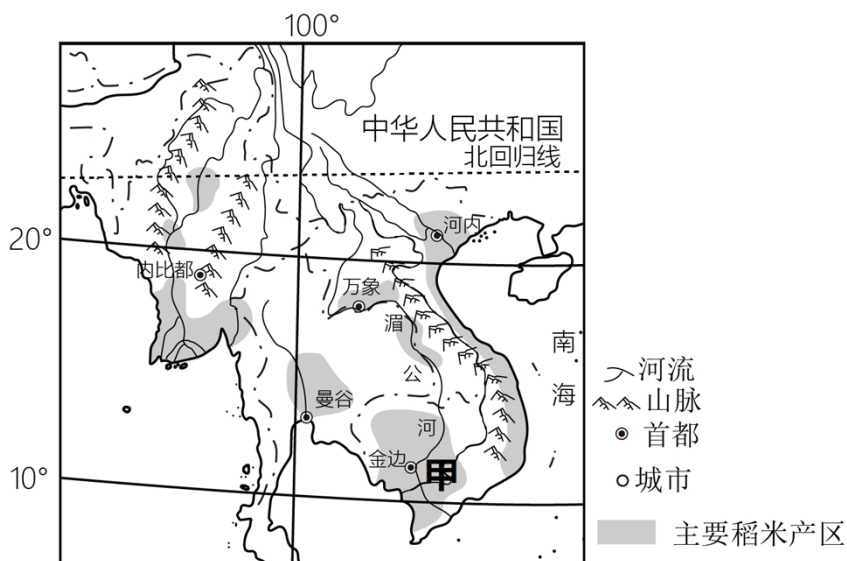 100°
中华人民共和国
北回归线
河内
20°
内比都
万象
湄
公
河
南
海
曼谷
金边
甲
10°
河流
山脉
首都
城市
主要稻米产区